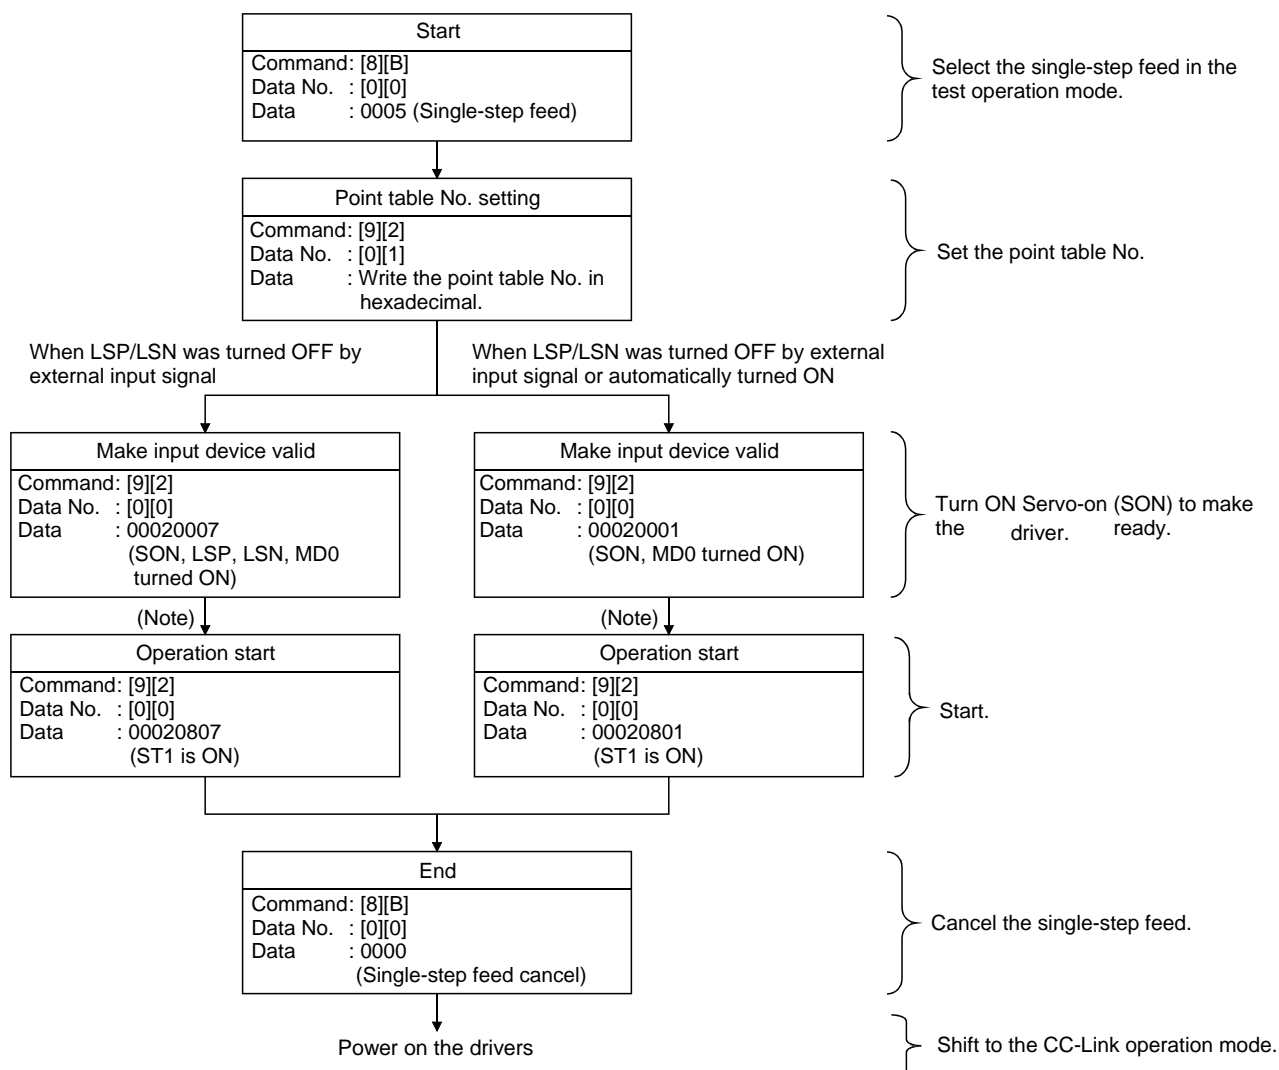 Start
Command: [8][B]
Data No. : [0][0]
Data : 0005 (Single-step feed)
Select the single-step feed in the
test operation mode.
Point table No. setting
Command: [9][2]
Data No. : [0][1]
Data : Write the point table No. in
hexadecimal.
Set the point table No.
When LSP/LSN was turned OFF by
external input signal
When LSP/LSN was turned OFF by external
input signal or automatically turned ON
Make input device valid
Command: [9][2]
Data No. : [0][0]
Data : 00020007
(SON, LSP, LSN, MD0
turned ON)
Make input device valid
Command: [9][2]
Data No. : [0][0]
Data : 00020001
(SON, MD0 turned ON)
Turn ON Servo-on (SON) to make
the driver. ready.
(Note)
(Note)
Operation start
Command: [9][2]
Data No. : [0][0]
Data : 00020807
(ST1 is ON)
Operation start
Command: [9][2]
Data No. : [0][0]
Data : 00020801
(ST1 is ON)
Start.
End
Command: [8][B]
Data No. : [0][0]
Data : 0000
(Single-step feed cancel)
Cancel the single-step feed.
Power on the drivers
Shift to the CC-Link operation mode.